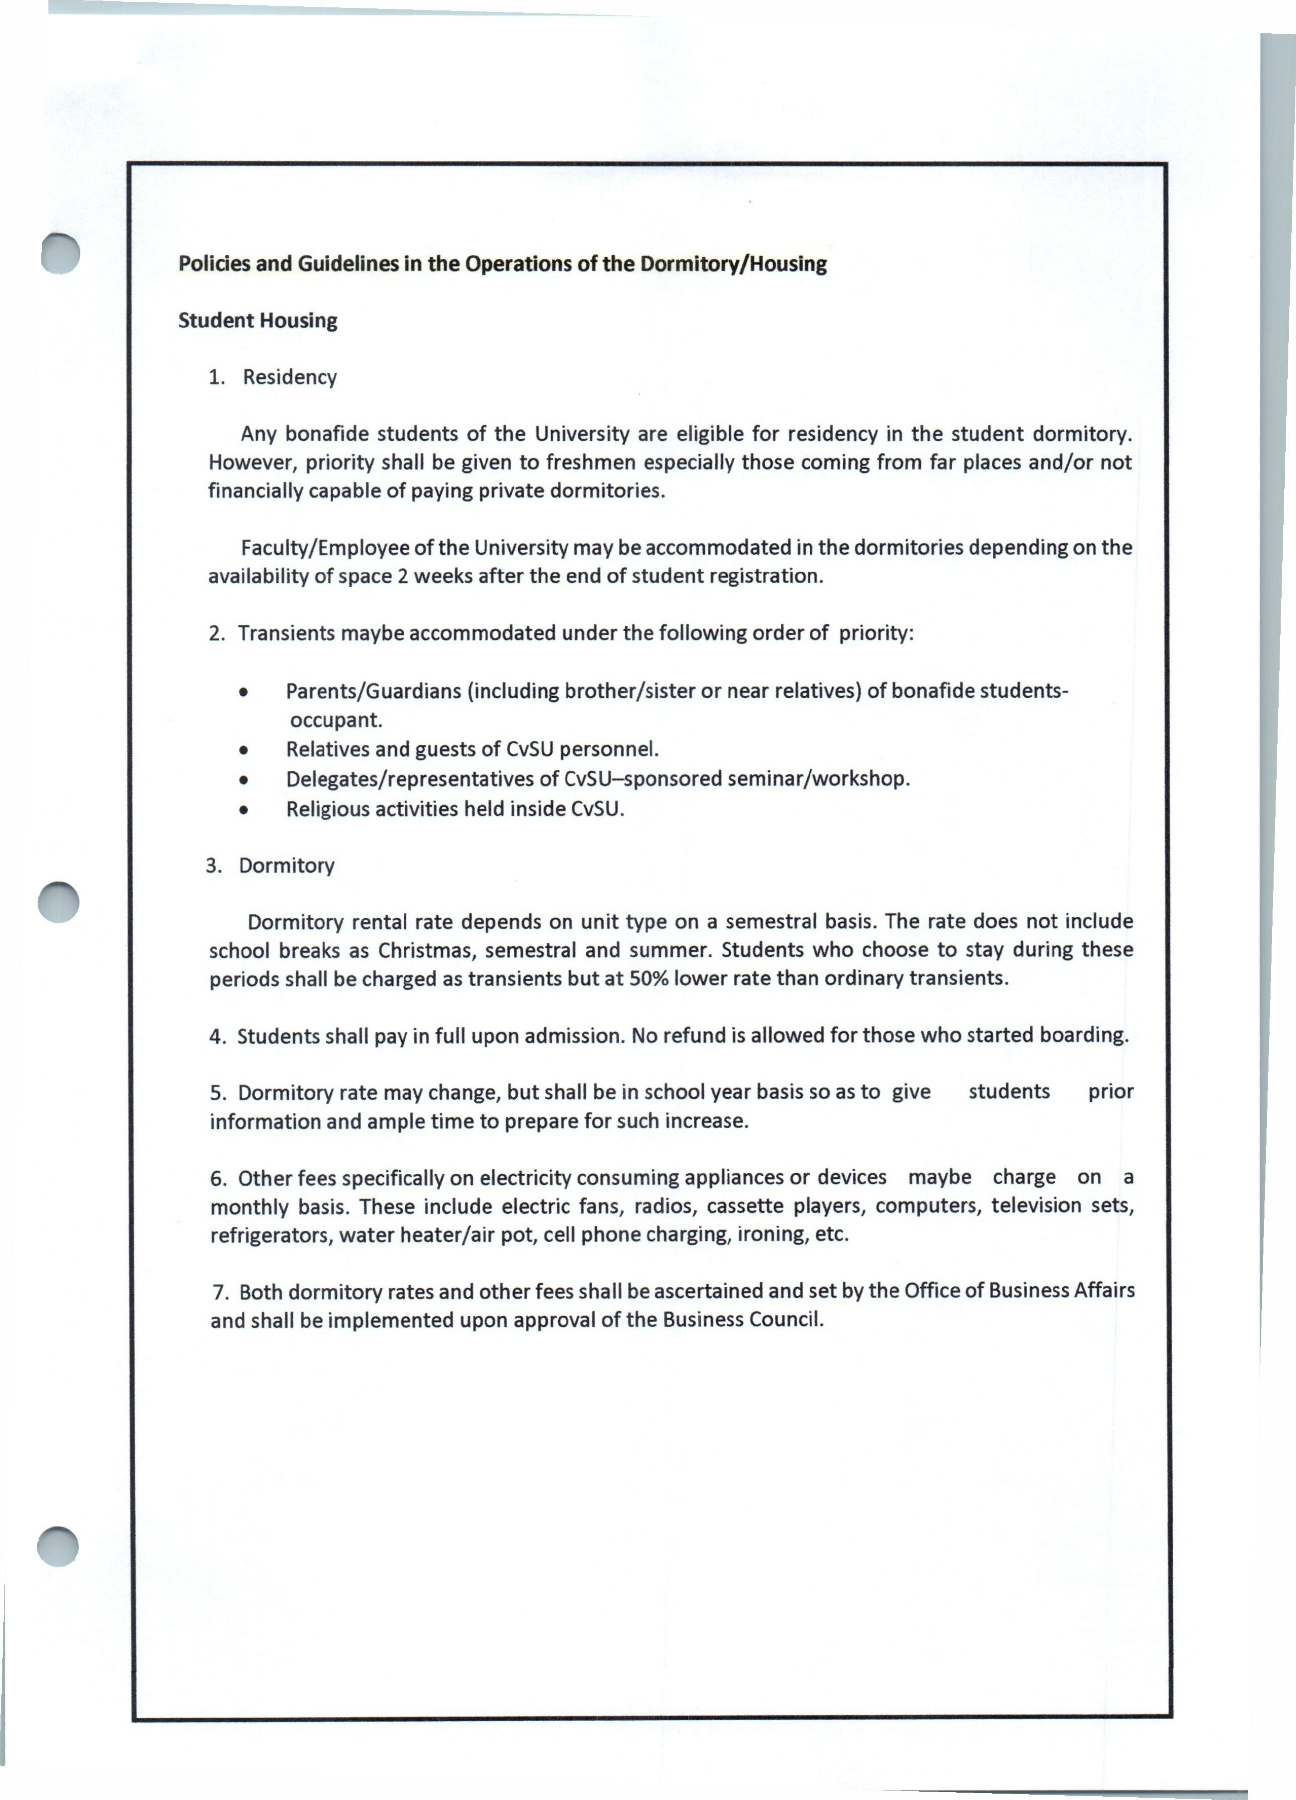 Policies and Guidelines in the Operations of the Dormitory/Housing
Student Housing
1. Residency
Any bonafide students of the University are eligible for residency in the student dormitory.
However, priority shall be given to freshmen especially those coming from far places and/or not
financially capable of paying private dormitories.
Faculty/Employee of the University may be accommodated in the dormitories depending on the
availability of space 2 weeks after the end of student registration.
2. Transients maybe accommodated under the following order of priority:
• Parents/Guardians (including brother/sister or near relatives) of bonafide students-
occupant.
• Relatives and guests of CvSU personnel.
• Delegates/representatives of CvSU–sponsored seminar/workshop.
• Religious activities held inside CvSU.
3. Dormitory
Dormitory rental rate depends on unit type on a semestral basis. The rate does not include
school breaks as Christmas, semestral and summer. Students who choose to stay during these
periods shall be charged as transients but at 50% lower rate than ordinary transients.
4. Students shall pay in full upon admission. No refund is allowed for those who started boarding.
5. Dormitory rate may change, but shall be in school year basis so as to give students prior
information and ample time to prepare for such increase.
6. Other fees specifically on electricity consuming appliances or devices maybe charge on a
monthly basis. These include electric fans, radios, cassette players, computers, television sets,
refrigerators, water heater/air pot, cell phone charging, ironing, etc.
7. Both dormitory rates and other fees shall be ascertained and set by the Office of Business Affairs
and shall be implemented upon approval of the Business Council.